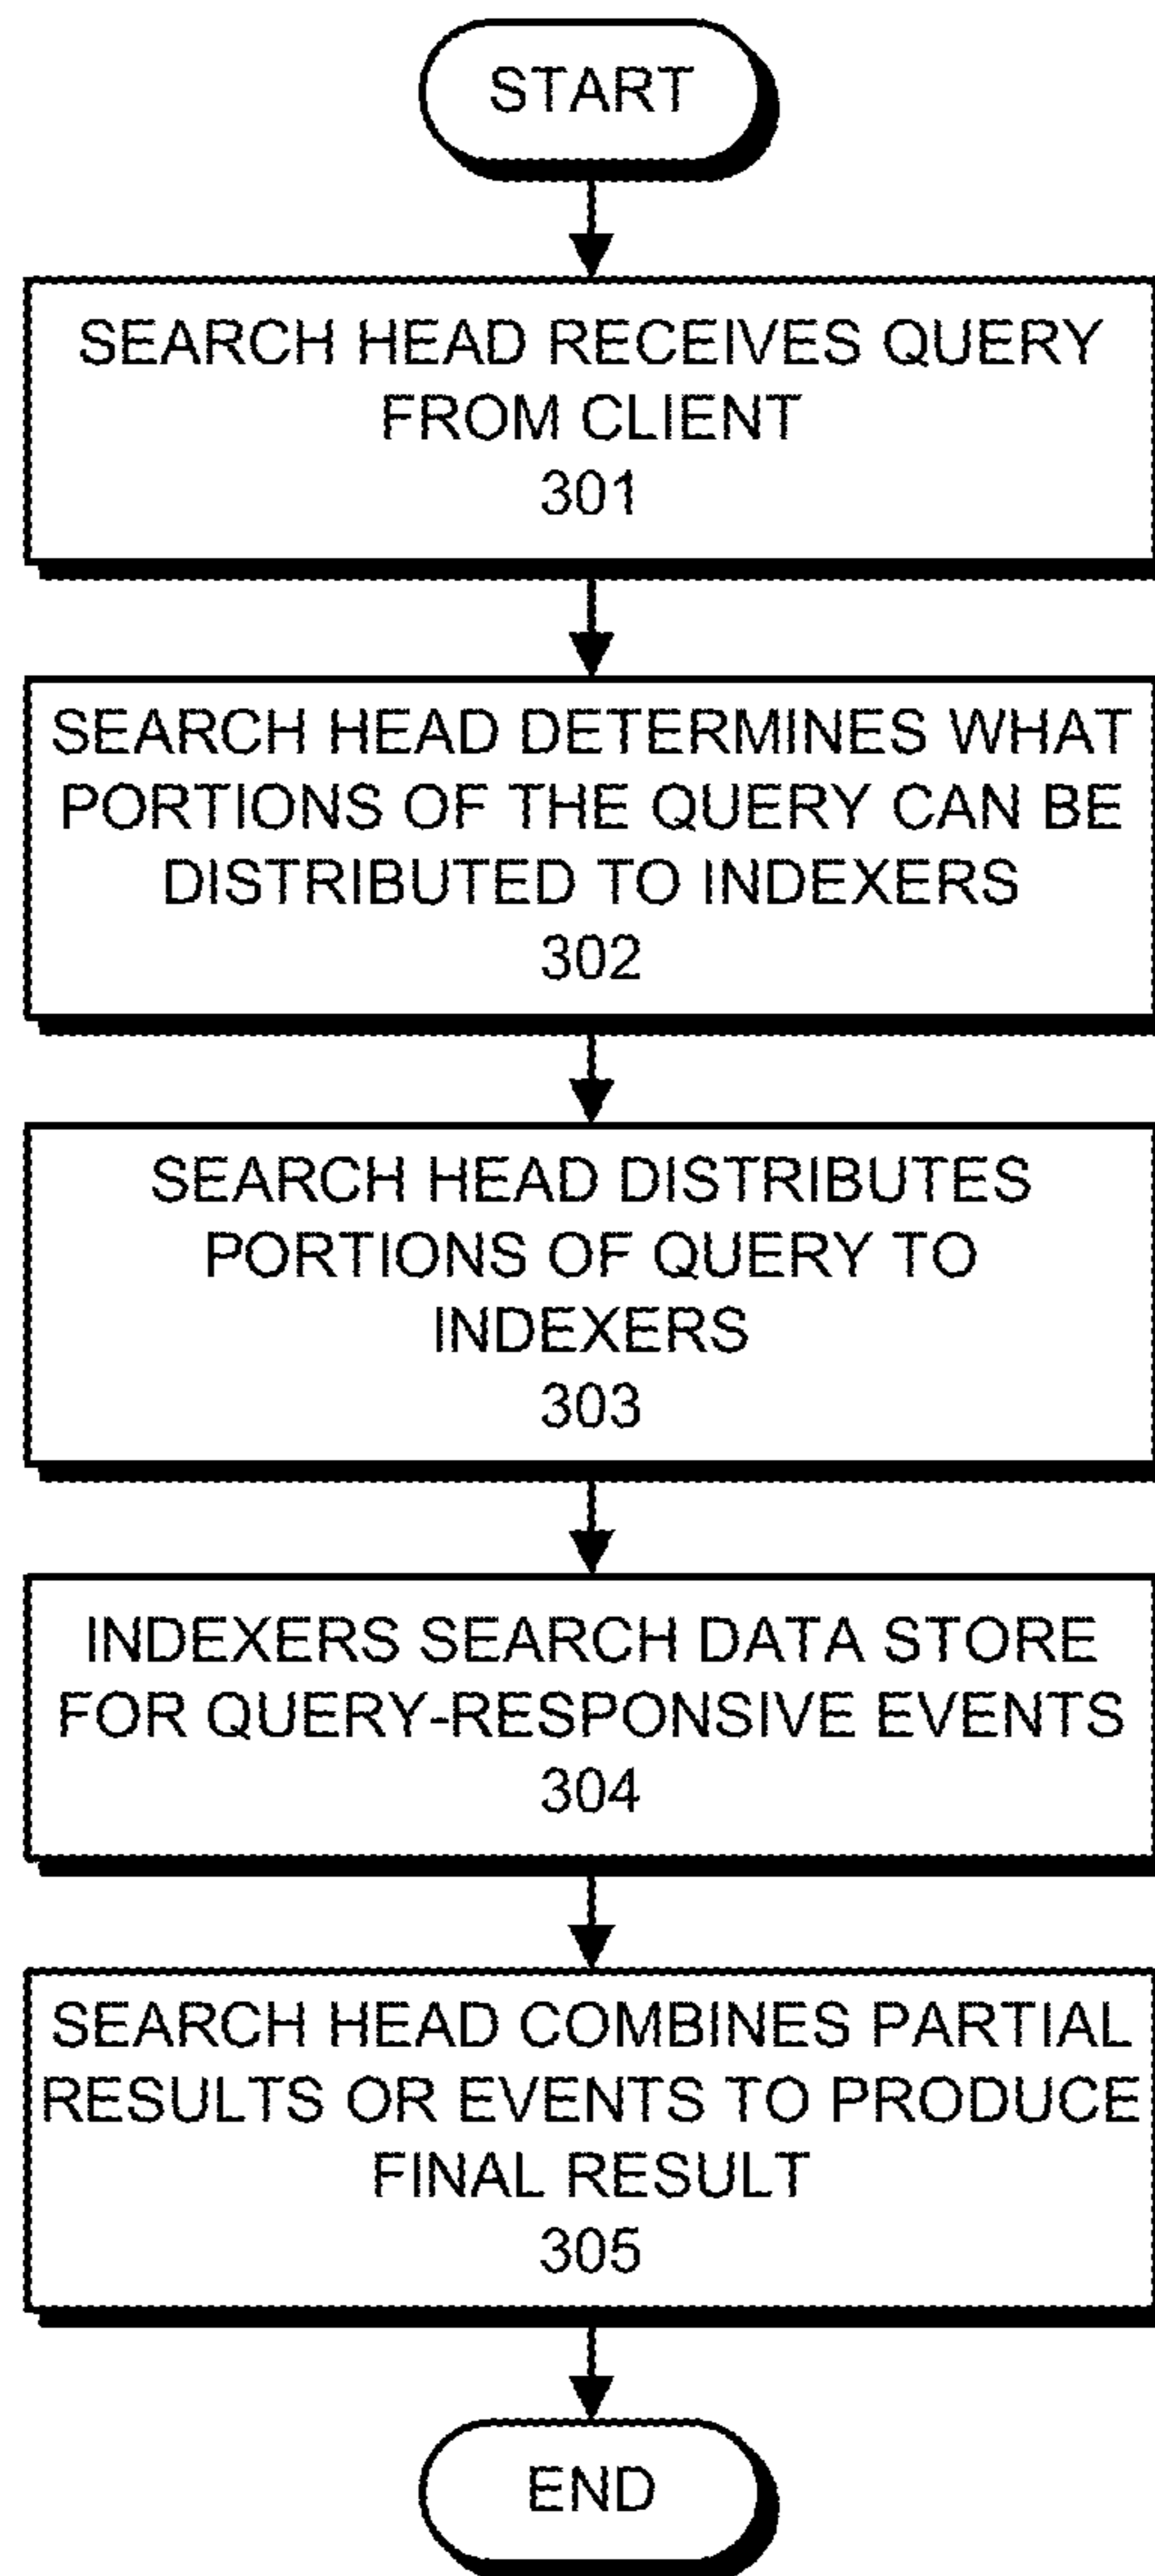 START
SEARCH HEAD RECEIVES QUERY
FROM CLIENT
301
SEARCH HEAD DETERMINES WHAT
PORTIONS OF THE QUERY CAN BE
DISTRIBUTED TO INDEXERS
302
SEARCH HEAD DISTRIBUTES
PORTIONS OF QUERY TO
INDEXERS
303
INDEXERS SEARCH DATA STORE
FOR QUERY-RESPONSIVE EVENTS
304
SEARCH HEAD COMBINES PARTIAL
RESULTS OR EVENTS TO PRODUCE
FINAL RESULT
305
END